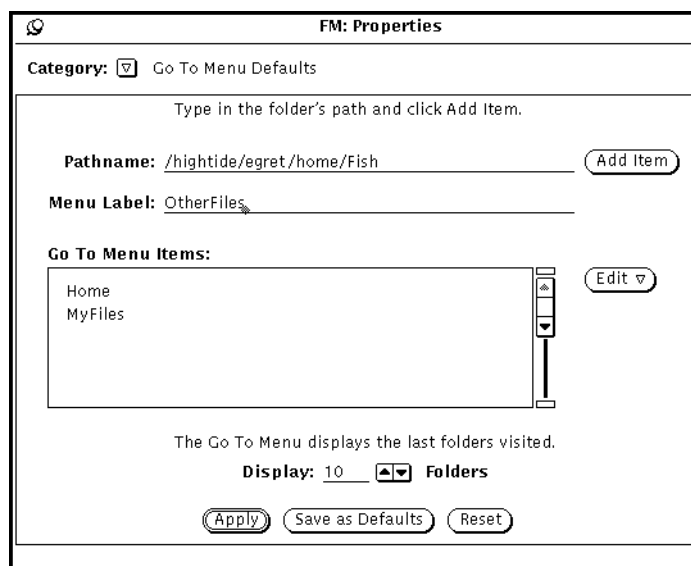 FM: Properties
Category: Go To Menu Defaults
Type in the folder's path and click Add Item.
Pathname: /hightide/egret/home/Fish Add Item
Menu Label: OtherFiles
Go To Menu Items:
Edit
Home
MyFiles
The Go To Menu displays the last folders visited.
Display: 10 Folders
Apply Save as Defaults Reset